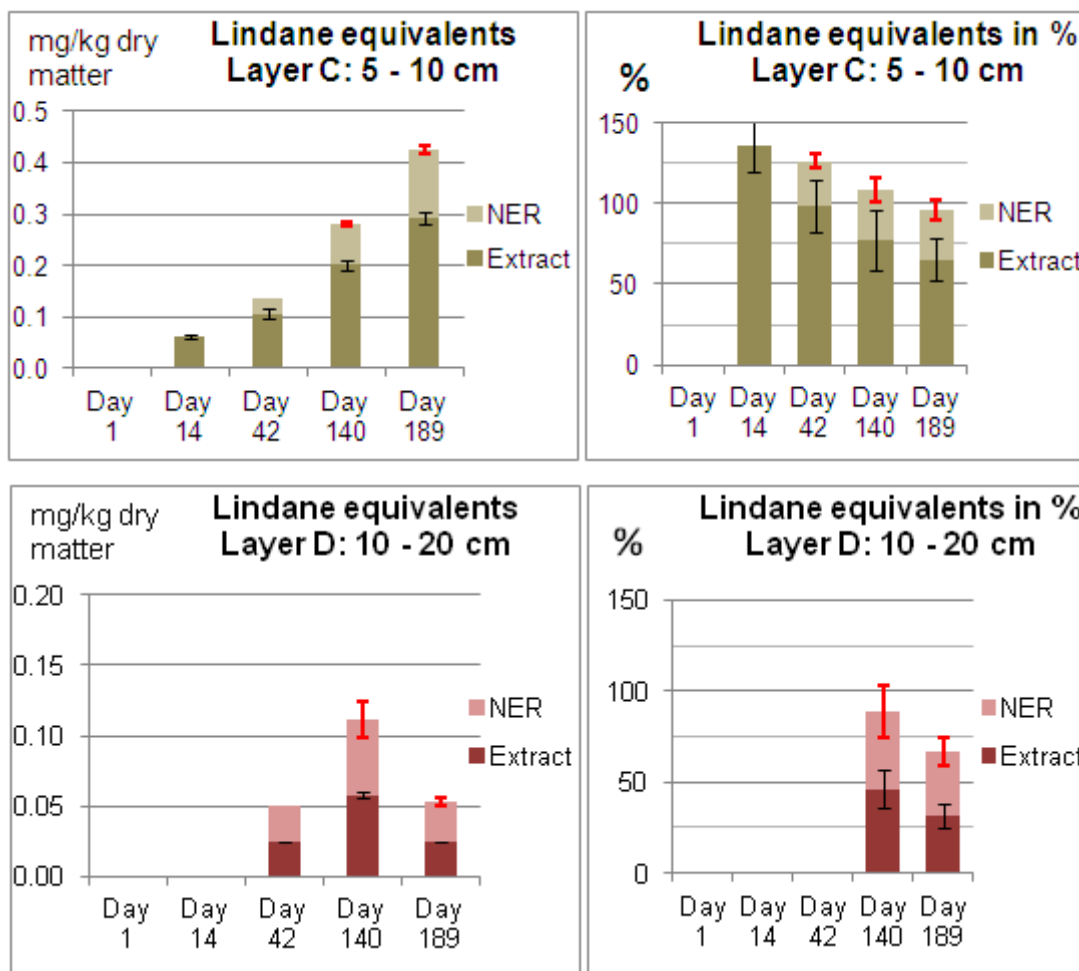 mg/kg dry
matter
Lindane equivalents
Layer C: 5 - 10 cm
0.5
0.4
0.3
0.2
0.1
0.0
NER
Extract
Day Day Day Day Day
1 14 42 140 189
Lindane equivalents in %
Layer C: 5 - 10 cm
%
150
100
50
0
NER
Extract
Day Day Day Day Day
1 14 42 140 189
mg/kg dry
matter
Lindane equivalents
Layer D: 10 - 20 cm
0.20
0.15
0.10
0.05
0.00
NER
Extract
Day Day Day Day Day
1 14 42 140 189
Lindane equivalents in %
Layer D: 10 - 20 cm
%
150
100
50
0
NER
Extract
Day Day Day Day Day
1 14 42 140 189